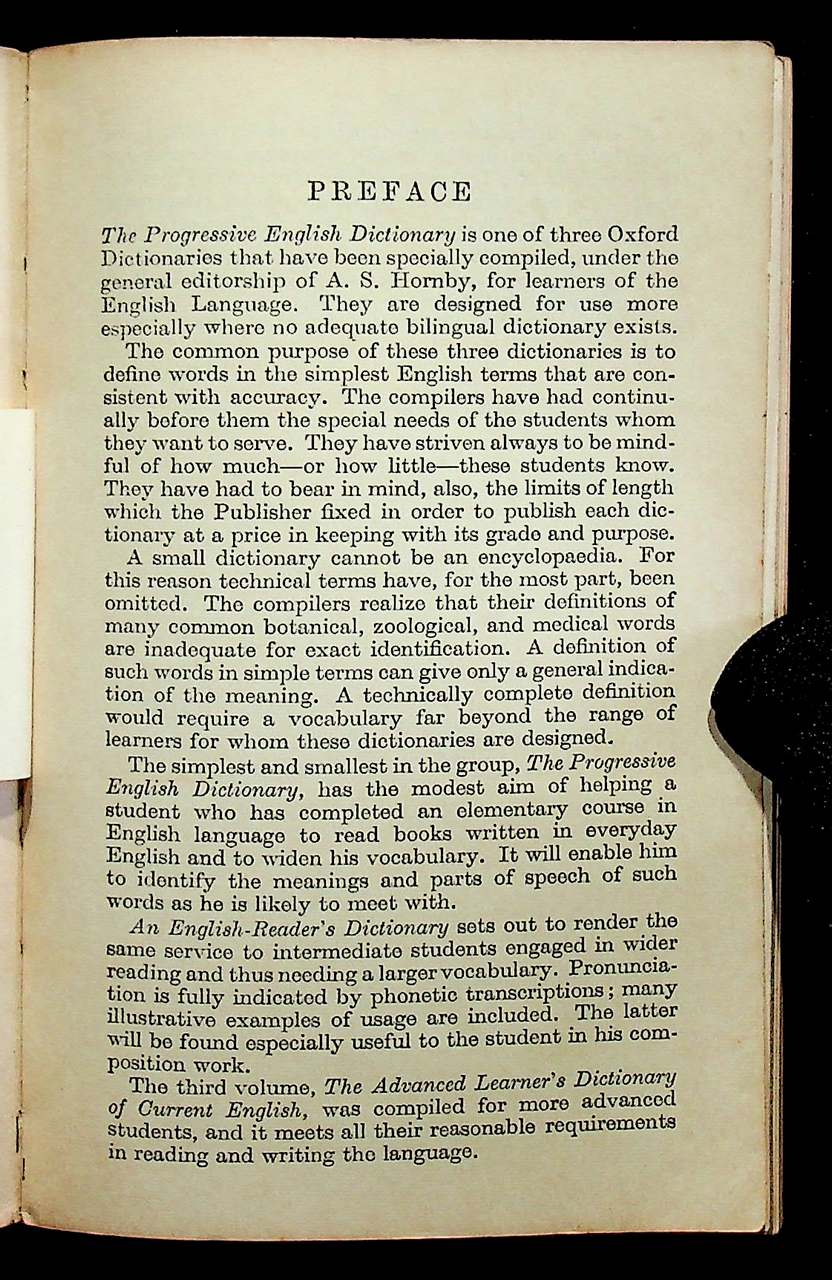 PREFACE
The Progressive English Dictionary is one of three Oxford
Dictionaries that have been specially compiled, under the
general editorship of A. S. Hornby, for learners of the
English Language. They are designed for use more
especially where no adequate bilingual dictionary exists.
The common purpose of these three dictionaries is to
define words in the simplest English terms that are con-
sistent with accuracy. The compilers have had continu-
ally before them the special needs of the students whom
they want to serve. They have striven always to be mind-
ful of how much—or how little—these students know.
They have had to bear in mind, also, the limits of length
which the Publisher fixed in order to publish each dic-
tionary at a price in keeping with its grade and purpose.
A small dictionary cannot be an encyclopaedia. For
this reason technical terms have, for the most part, been
omitted. The compilers realize that their definitions of
many common botanical, zoological, and medical words
are inadequate for exact identification. A definition of
such words in simple terms can give only a general indica-
tion of the meaning. A technically complete definition
would require a vocabulary far beyond the range of
learners for whom these dictionaries are designed.
The simplest and smallest in the group, The Progressive
English Dictionary, has the modest aim of helping a
student who has completed an elementary course in
English language to read books written in everyday
English and to widen his vocabulary. It will enable him
to identify the meanings and parts of speech of such
words as he is likely to meet with.
An English-Reader's Dictionary sets out to render the
same service to intermediate students engaged in wider
reading and thus needing a larger vocabulary. Pronuncia-
tion is fully indicated by phonetic transcriptions; many
illustrative examples of usage are included. The latter
will be found especially useful to the student in his com-
position work.
The third volume, The Advanced Learner's Dictionary
of Current English, was compiled for more advanced
students, and it meets all their reasonable requirements
in reading and writing the language.